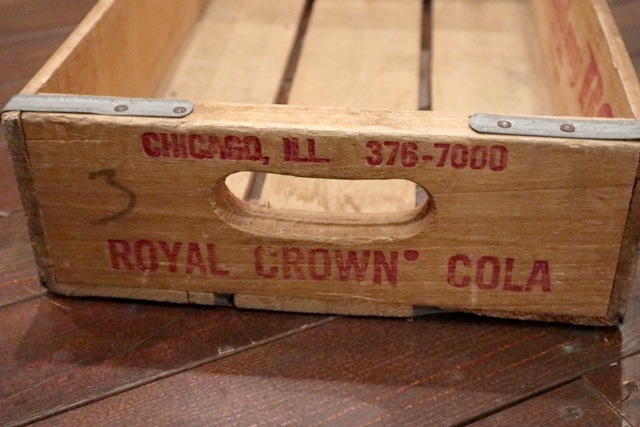 CHICAGO, ILL. 376-7000
3
ROYAL CROWN® COLA